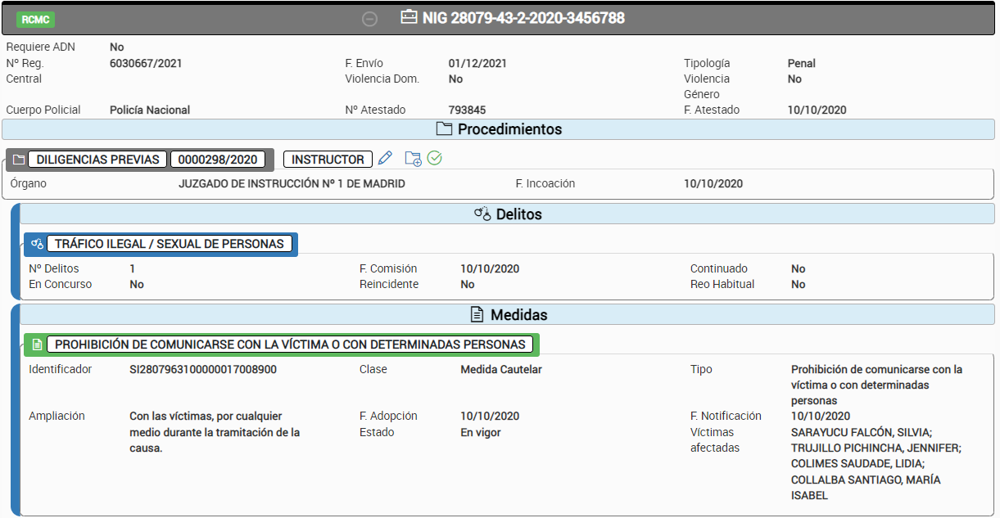 RCMC NIG 28079-43-2-2020-3456788
Requiere ADN No
Nº Reg. 6030667/2021 F. Envío 01/12/2021 Tipología Penal
Central Violencia Dom. No Violencia No
Género
Cuerpo Policial Policía Nacional Nº Atestado 793845 F. Atestado 10/10/2020
Procedimientos
DILIGENCIAS PREVIAS 0000298/2020 INSTRUCTOR
Órgano JUZGADO DE INSTRUCCIÓN Nº 1 DE MADRID F. Incoación 10/10/2020
Delitos
TRÁFICO ILEGAL / SEXUAL DE PERSONAS
Nº Delitos 1 F. Comisión 10/10/2020 Continuado No
En Concurso No Reincidente No Reo Habitual No
Medidas
PROHIBICIÓN DE COMUNICARSE CON LA VÍCTIMA O CON DETERMINADAS PERSONAS
Identificador SI2807963100000017008900 Clase Medida Cautelar Tipo Prohibición de comunicarse con la
víctima o con determinadas
personas
Ampliación Con las víctimas, por cualquier F. Adopción 10/10/2020 F. Notificación 10/10/2020
medio durante la tramitación de la Estado En vigor Víctimas SARAYUCU FALCÓN, SILVIA;
causa. afectadas TRUJILLO PICHINCHA, JENNIFER;
COLIMES SAUDADE, LIDIA;
COLLALBA SANTIAGO, MARÍA
ISABEL